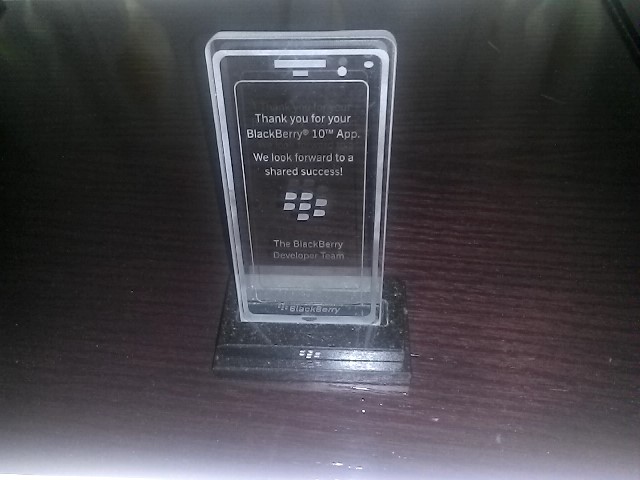 Thank you for your
BlackBerry® 10™ App.
We look forward to a
shared success!
The BlackBerry
Developer Team
BlackBerry